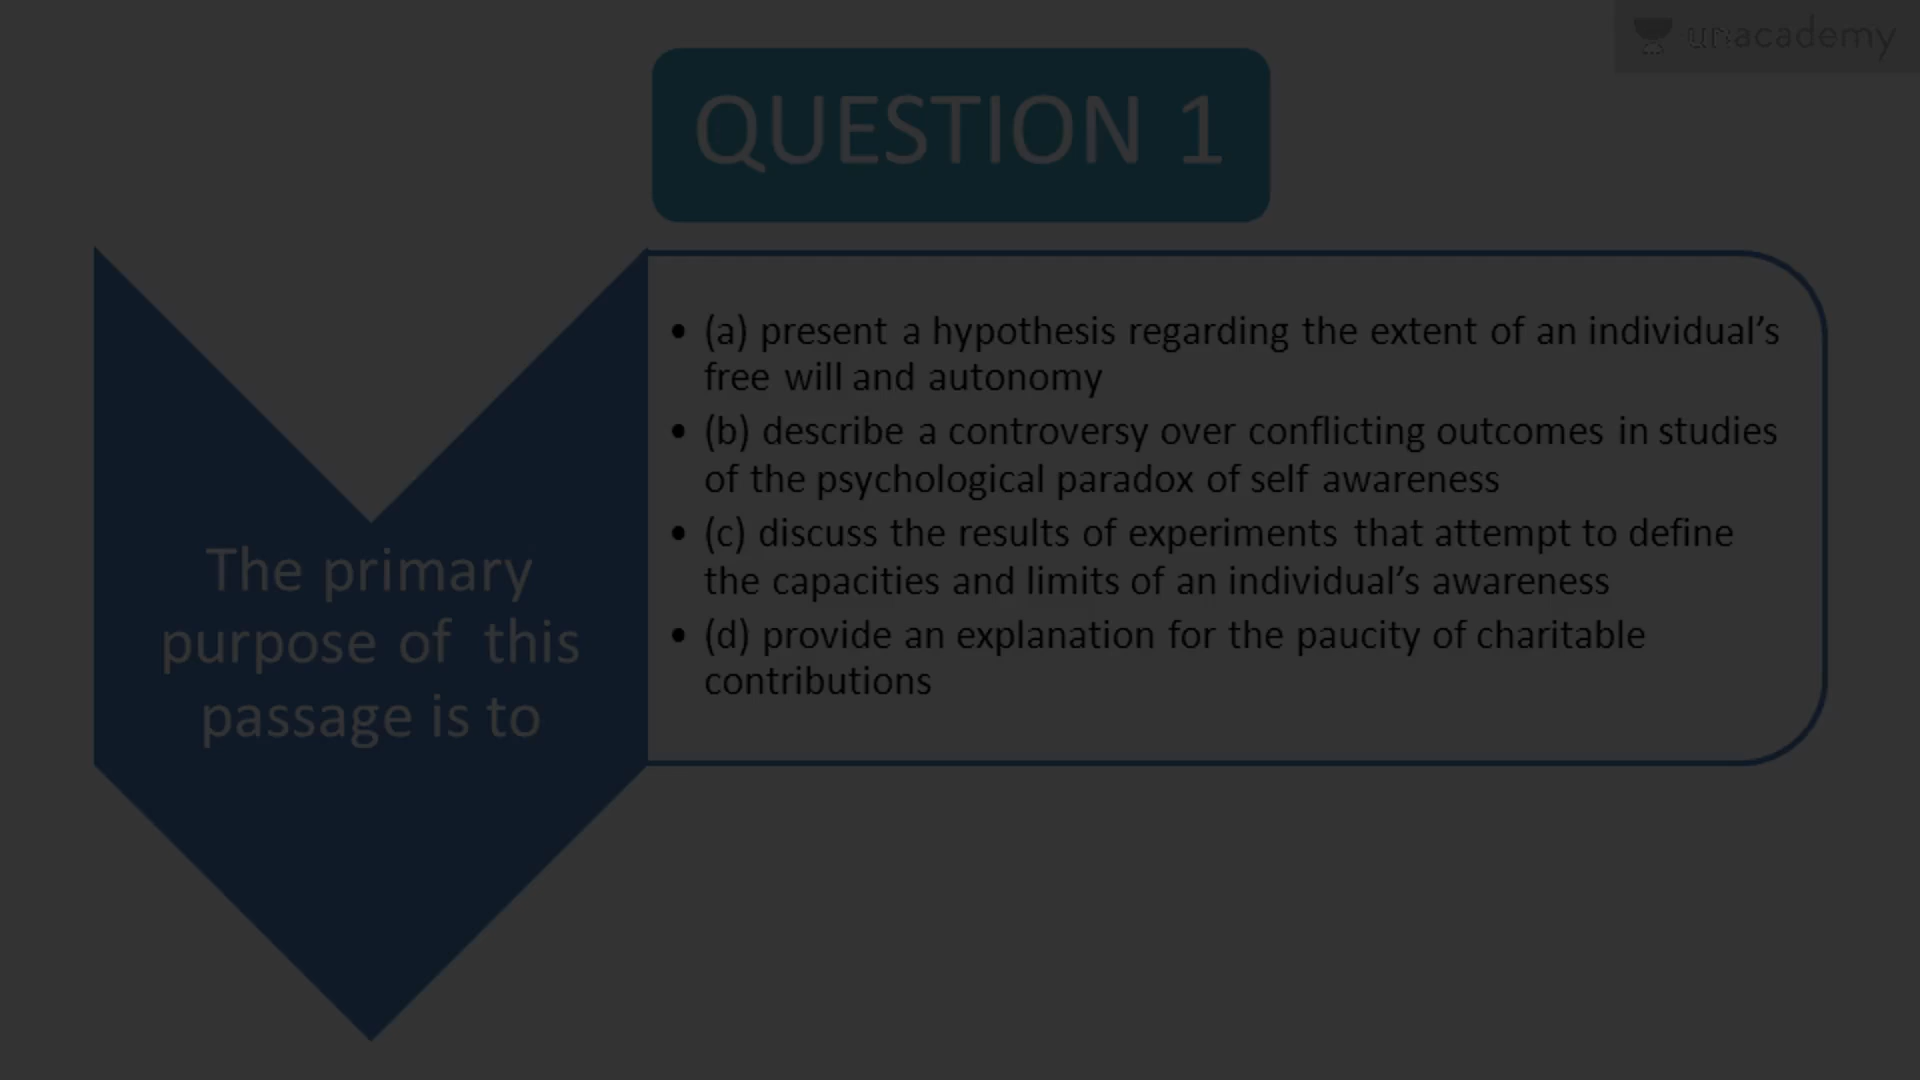 unacademy
QUESTION 1
The primary
purpose of this
passage is to
• (a) present a hypothesis regarding the extent of an individual’s
free will and autonomy
• (b) describe a controversy over conflicting outcomes in studies
of the psychological paradox of self awareness
• (c) discuss the results of experiments that attempt to define
the capacities and limits of an individual’s awareness
• (d) provide an explanation for the paucity of charitable
contributions